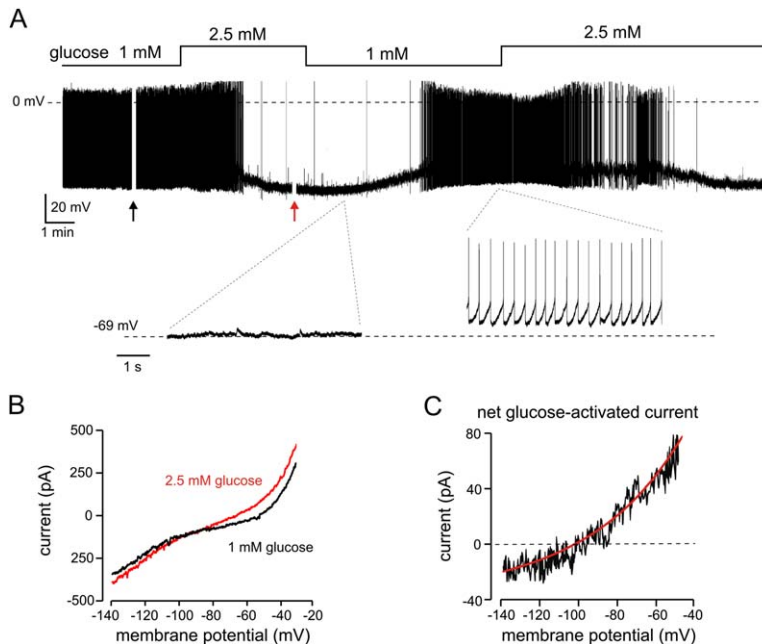 A
glucose 1 mM 2.5 mM 1 mM 2.5 mM
0 mV
20 mV
1 min
-69 mV
1 s
B
500
250
0
250
-500
current (pA)
2.5 mM glucose
1 mM glucose
-140 -120 -100 -80 -60 -40 -20
membrane potential (mV)
C
net glucose-activated current
80
40
0
-40
current (pA)
-140 -120 -100 -80 -60 -40
membrane potential (mV)